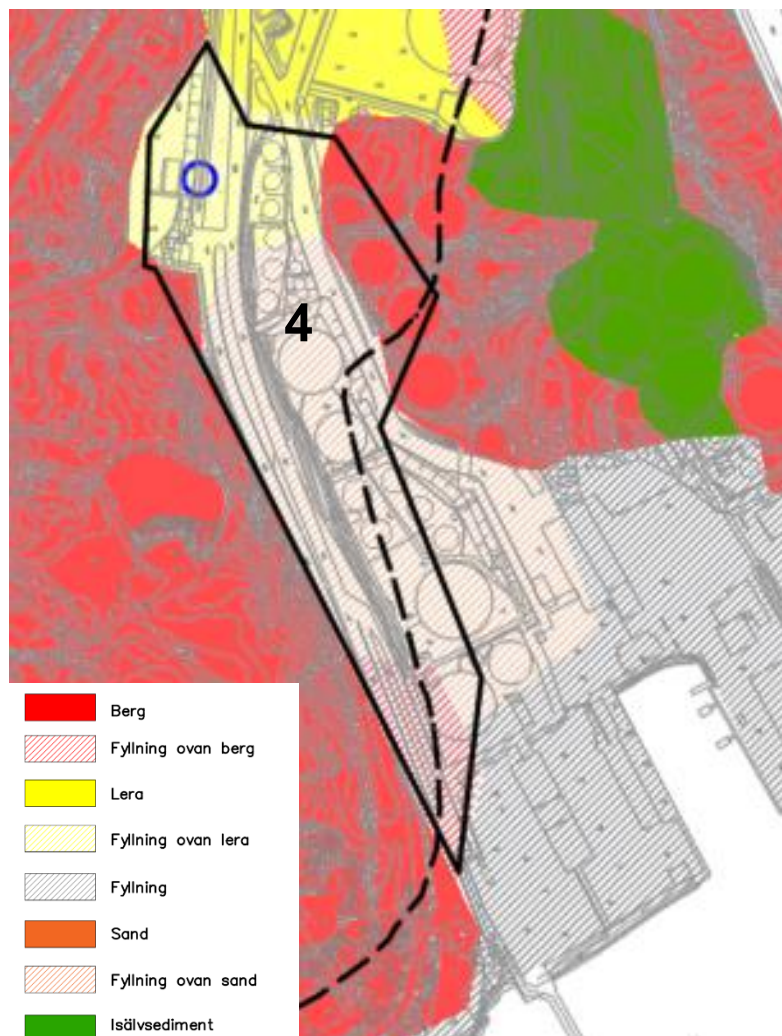 4
Berg
Fyllning ovan berg
Lera
Fyllning ovan lera
Fyllning
Sand
Fyllning ovan sand
Isälvsediment